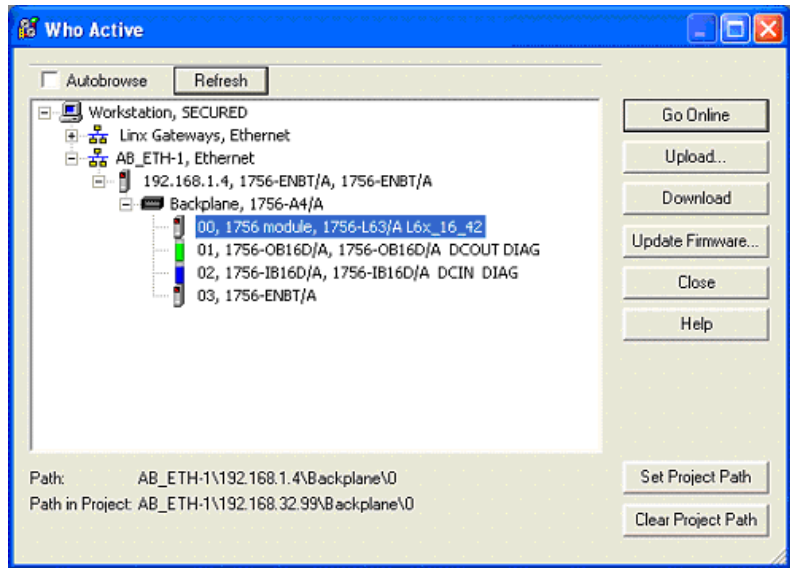 Who Active
Autobrowse Refresh
Workstation, SECURED
Linx Gateways, Ethernet
AB_ETH-1, Ethernet
192.168.1.4, 1756-ENBT/A, 1756-ENBT/A
Backplane, 1756-A4/A
00, 1756 module, 1756-L63/A L6x_16_42
01, 1756-OB16D/A, 1756-OB16D/A DCOUT DIAG
02, 1756-IB16D/A, 1756-IB16D/A DCIN DIAG
03, 1756-ENBT/A
Go Online
Upload...
Download
Update Firmware...
Close
Help
Path: AB_ETH-1\192.168.1.4\Backplane\0
Path in Project: AB_ETH-1\192.168.32.99\Backplane\0
Set Project Path
Clear Project Path